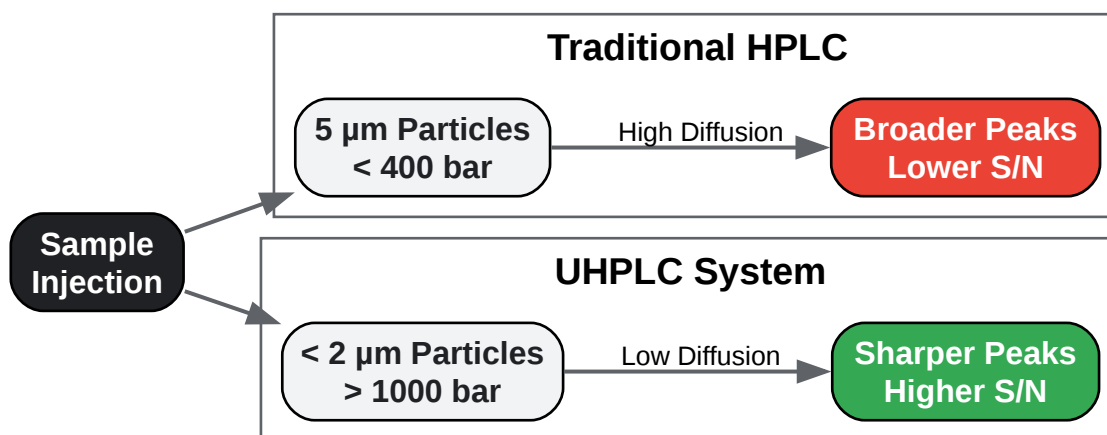 Traditional HPLC
5 µm Particles
< 400 bar
High Diffusion
Broader Peaks
Lower S/N
Sample
Injection
UHPLC System
< 2 µm Particles
> 1000 bar
Low Diffusion
Sharper Peaks
Higher S/N